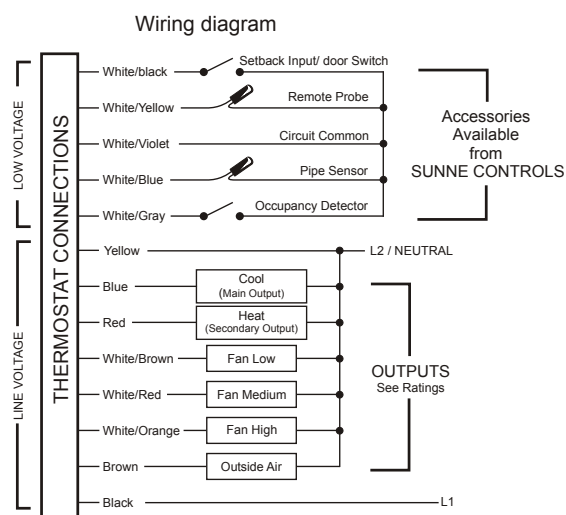 Wiring diagram
LOW VOLTAGE
LINE VOLTAGE
THERMOSTAT CONNECTIONS
White/black
Setback Input/ door Switch
White/Yellow
Remote Probe
White/Violet
Circuit Common
White/Blue
Pipe Sensor
White/Gray
Occupancy Detector
Accessories
Available
from
SUNNE CONTROLS
Yellow
L2 / NEUTRAL
Blue
Cool
(Main Output)
Red
Heat
(Secondary Output)
White/Brown
Fan Low
White/Red
Fan Medium
White/Orange
Fan High
Brown
Outside Air
OUTPUTS
See Ratings
Black
L1